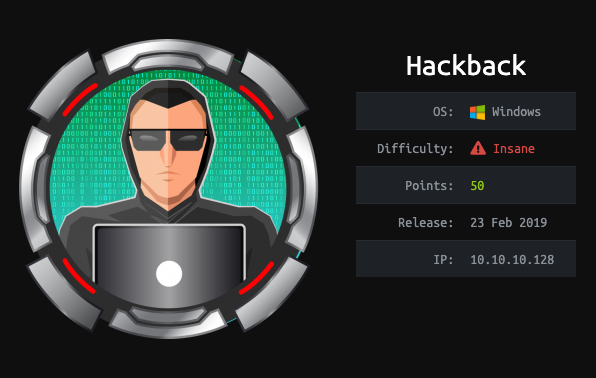 Hackback
OS: Windows
Difficulty: Insane
Points: 50
Release: 23 Feb 2019
IP: 10.10.10.128